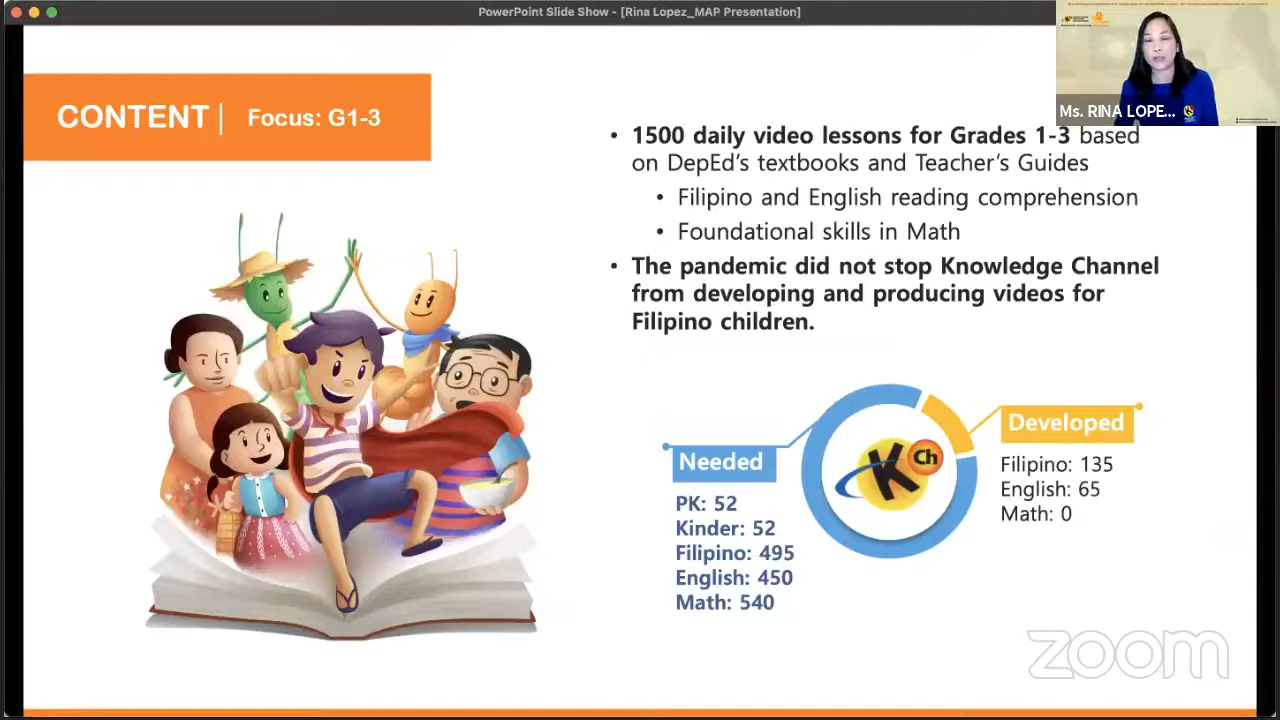 PowerPoint Slide Show - [Rina Lopez_MAP Presentation]
Ms. RINA LOPE...
CONTENT | Focus: G1-3
• 1500 daily video lessons for Grades 1-3 based
on DepEd's textbooks and Teacher's Guides
• Filipino and English reading comprehension
• Foundational skills in Math
• The pandemic did not stop Knowledge Channel
from developing and producing videos for
Filipino children.
Needed
PK: 52
Kinder: 52
Filipino: 495
English: 450
Math: 540
K Ch
Developed
Filipino: 135
English: 65
Math: 0
zoom